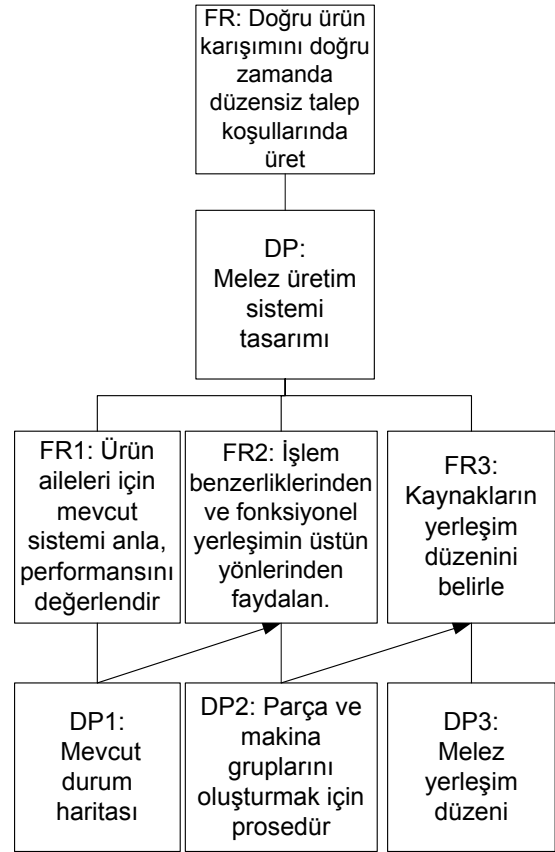 FR: Doğru ürün
karışımını doğru
zamanda
düzensiz talep
koşullarında
üret
DP:
Melez üretim
sistemi
tasarımı
FR1: Ürün
aileleri için
mevcut
sistemi anla,
performansını
değerlendir
FR2: İşlem
benzerliklerinden
ve fonksiyonel
yerleşimin üstün
yönlerinden
faydalan.
FR3:
Kaynakların
yerleşim
düzenini
belirle
DP1:
Mevcut
durum
haritası
DP2: Parça ve
makina
gruplarını
oluşturmak için
prosedür
DP3:
Melez
yerleşim
düzeni